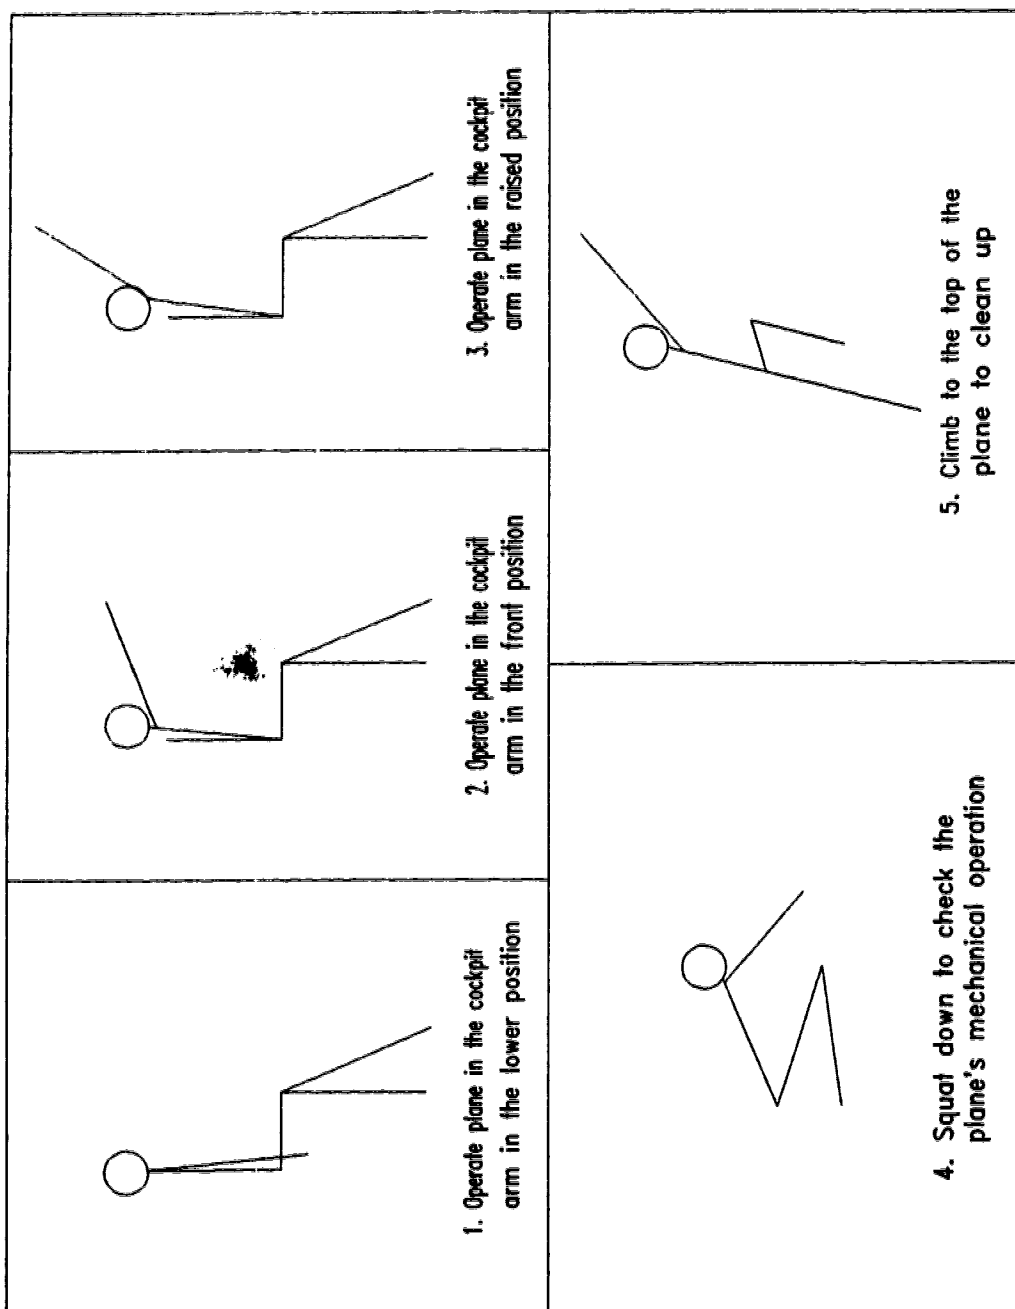 1. Operate plane in the cockpit
arm in the lower position
2. Operate plane in the cockpit
arm in the front position
3. Operate plane in the cockpit
arm in the raised position
4. Squat down to check the
plane's mechanical operation
5. Climb to the top of the
plane to clean up